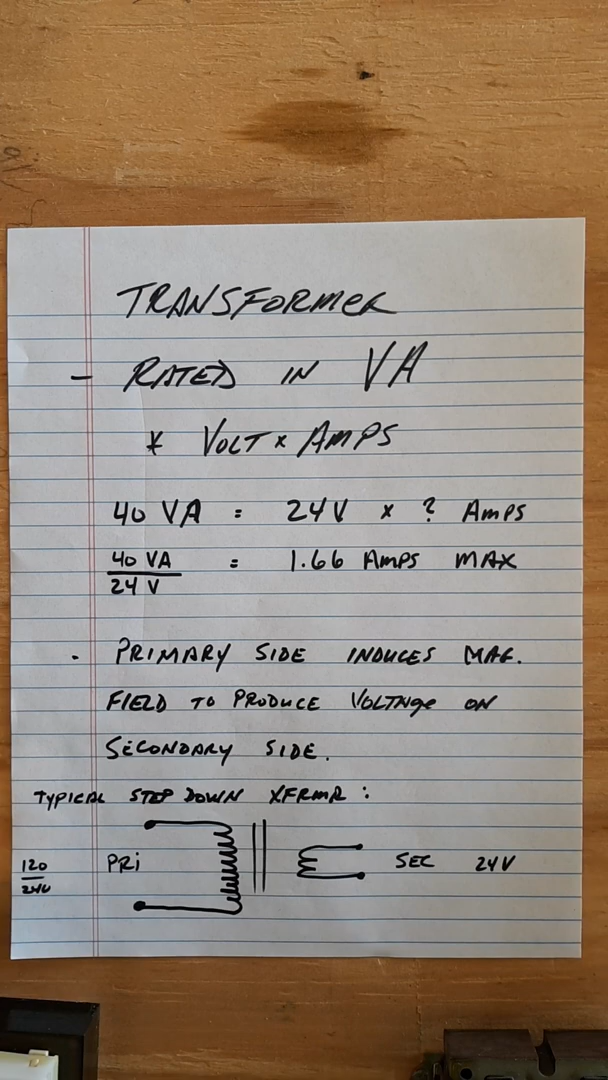 TRANSFORMER
- RATED IN VA
* VOLT x AMPS
40 VA = 24V x ? AMPS
40 VA / 24 V = 1.66 AMPS MAX
- PRIMARY SIDE INDUCES MAG.
FIELD TO PRODUCE VOLTAGE ON
SECONDARY SIDE.
TYPICAL STEP DOWN XFRMR :
120 / 240 PRI SEC 24V